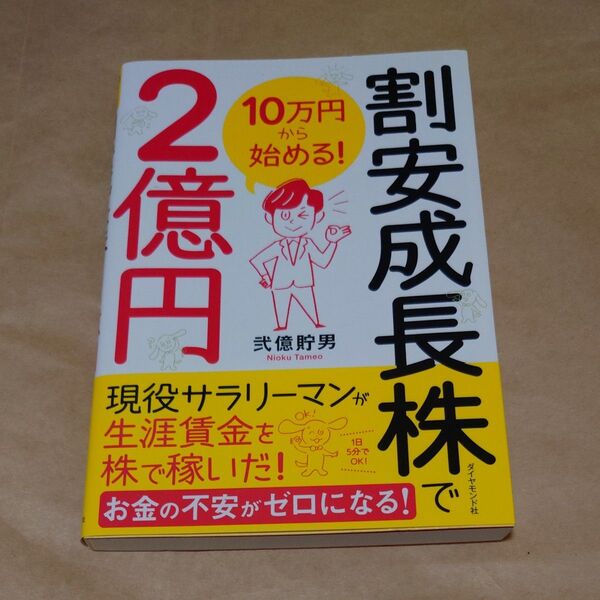 10万円
から
始める!
割安成長株で
2億円
弐億貯男
Nioku Tameo
現役サラリーマンが
生涯賃金を
株で稼いだ!
OK!
1日
5分で
OK!
お金の不安がゼロになる!
ダイヤモンド社